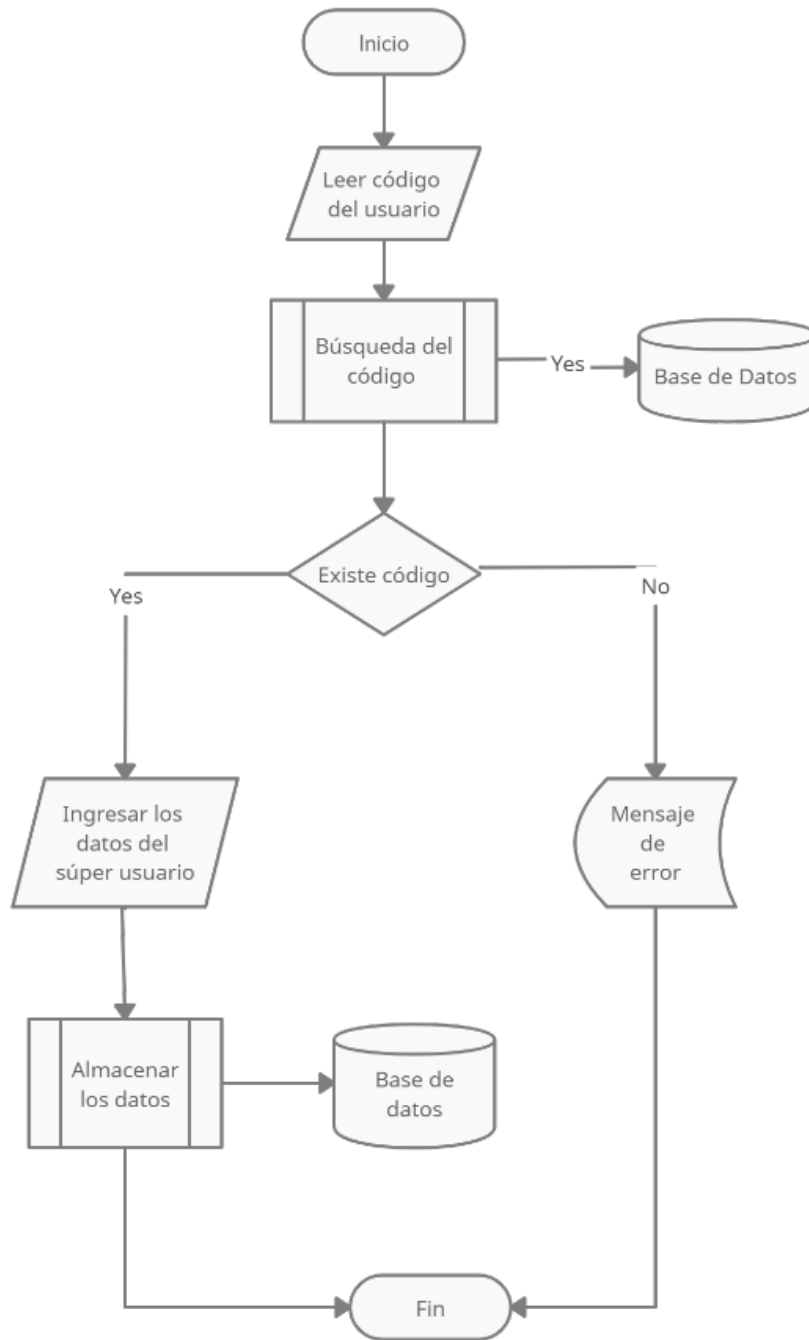 Inicio
Leer código
del usuario
Búsqueda del
código
Yes
Base de Datos
Existe código
Yes
No
Ingresar los
datos del
súper usuario
Mensaje
de
error
Almacenar
los datos
Base de
datos
Fin